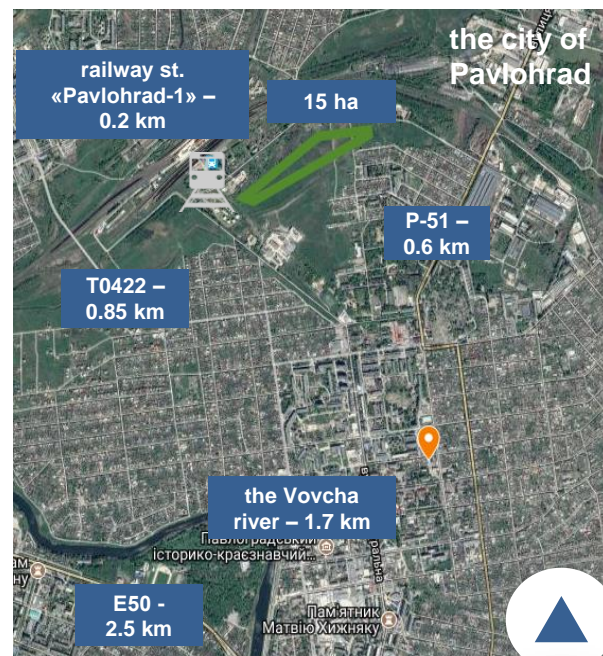 the city of
Pavlohrad
railway st.
«Pavlohrad-1» –
0.2 km
15 ha
P-51 –
0.6 km
T0422 –
0.85 km
the Vovcha
river – 1.7 km
історико-краєзнавчий...
E50 -
2.5 km
Пам'ятник
Матвію Хижняку